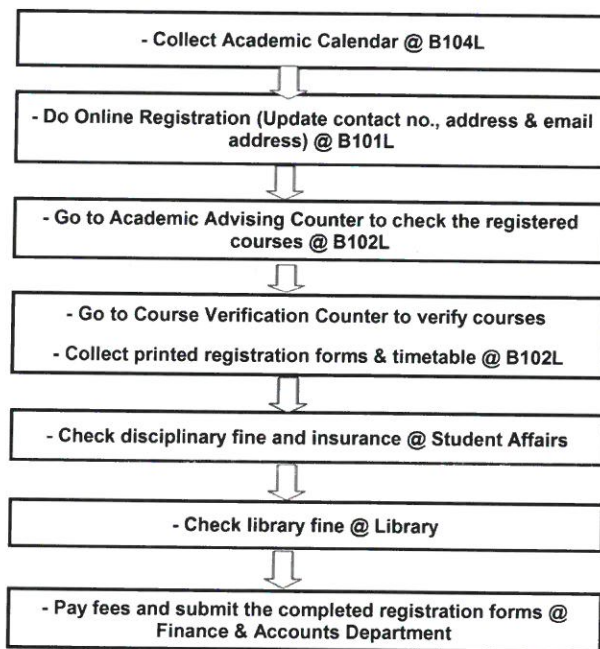 - Collect Academic Calendar @ B104L
- Do Online Registration (Update contact no., address & email
address) @ B101L
- Go to Academic Advising Counter to check the registered
courses @ B102L
- Go to Course Verification Counter to verify courses
- Collect printed registration forms & timetable @ B102L
- Check disciplinary fine and insurance @ Student Affairs
- Check library fine @ Library
- Pay fees and submit the completed registration forms @
Finance & Accounts Department